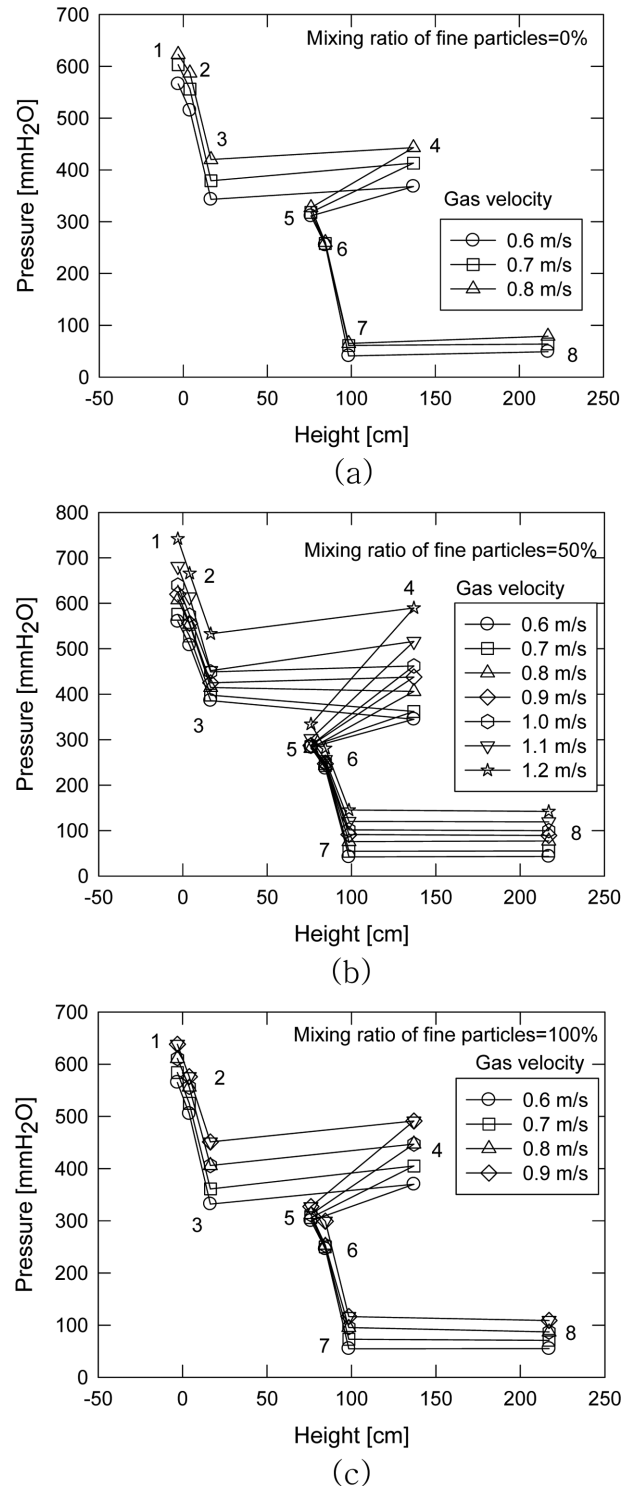 700
600
500
400
300
200
100
0
Pressure [mmH2O]
Mixing ratio of fine particles=0%
1
2
3
4
5
6
7
8
Gas velocity
0.6 m/s
0.7 m/s
0.8 m/s
-50
0
50
100
150
200
250
Height [cm]
(a)
800
700
600
500
400
300
200
100
0
Pressure [mmH2O]
Mixing ratio of fine particles=50%
1
2
3
4
5
6
7
8
Gas velocity
0.6 m/s
0.7 m/s
0.8 m/s
0.9 m/s
1.0 m/s
1.1 m/s
1.2 m/s
-50
0
50
100
150
200
250
Height [cm]
(b)
700
600
500
400
300
200
100
0
Pressure [mmH2O]
Mixing ratio of fine particles=100%
1
2
3
4
5
6
7
8
Gas velocity
0.6 m/s
0.7 m/s
0.8 m/s
0.9 m/s
-50
0
50
100
150
200
250
Height [cm]
(c)